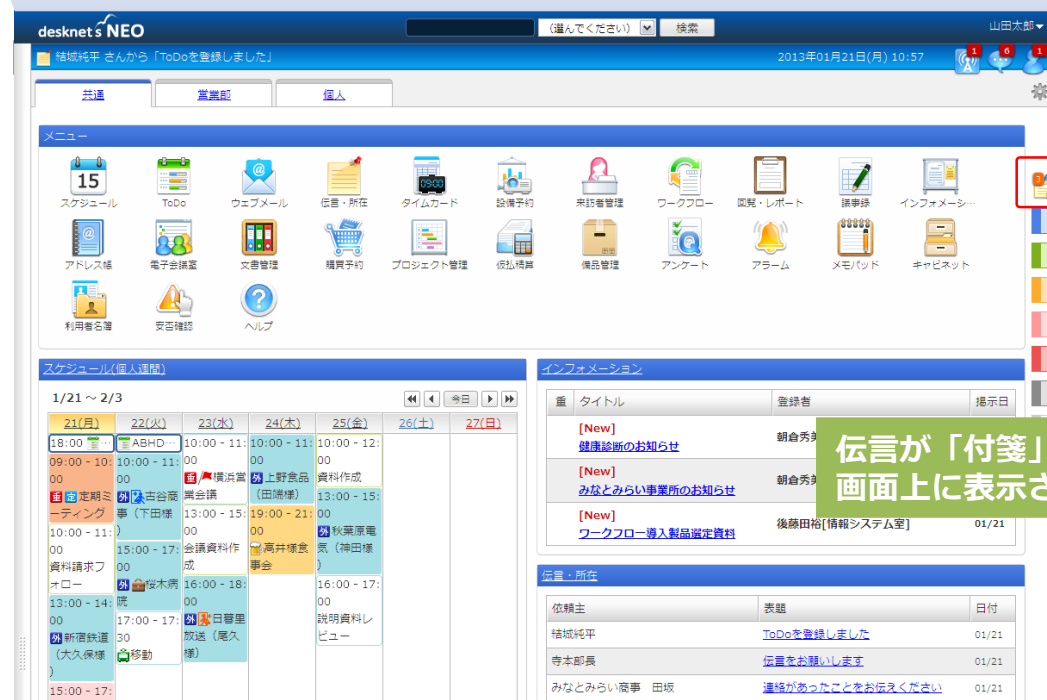 desknet's NEO
(選んでください) 検索
山田太郎
結城純平 さんから「ToDoを登録しました」
2013年01月21日(月) 10:57
1 6 1
共通 営業部 個人
メニュー
15
スケジュール ToDo ウェブメール 伝言・所在 タイムカード 設備予約 来訪者管理 ワークフロー 回覧・レポート 議事録 インフォメーシ…
3
アドレス帳 電子会議室 文書管理 購買予約 プロジェクト管理 仮払精算 備品管理 アンケート アラーム メモパッド キャビネット
利用者名簿 安否確認 ヘルプ
スケジュール(個人週間)
1/21 ~ 2/3
今日
21(月) 22(火) 23(水) 24(木) 25(金) 26(土) 27(日)
18:00
09:00 - 10:
00
重 定 定期ミ
ーティング
10:00 - 11:
00
資料請求フ
ォロー
13:00 - 14:
00
外 新宿鉄道
(大久保様
)
15:00 - 17:
ABHD…
10:00 - 11:
00
外 古谷商
事(下田様
)
15:00 - 17:
00
外 桜木病
院
17:00 - 17:
30
移動
10:00 - 11:
00
重 横浜営
業会議
13:00 - 15:
00
会議資料作
成
16:00 - 18:
00
外 日暮里
放送(尾久
様)
10:00 - 11:
00
外 上野食品
(田端様)
19:00 - 21:
00
高井様食
事会
10:00 - 12:
00
資料作成
13:00 - 15:
00
外 秋葉原電
気(神田様
)
16:00 - 17:
00
説明資料レ
ビュー
インフォメーション
重 タイトル 登録者 掲示日
[New]
健康診断のお知らせ
朝倉秀美
[New]
みなとみらい事業所のお知らせ
朝倉秀美
[New]
ワークフロー導入製品選定資料
後藤田裕[情報システム室] 01/21
伝言が「付箋」
画面上に表示さ
伝言・所在
依頼主 表題 日付
結城純平 ToDoを登録しました 01/21
寺本部長 伝言をお願いします 01/21
みなとみらい商事 田坂 連絡があったことをお伝えください 01/21